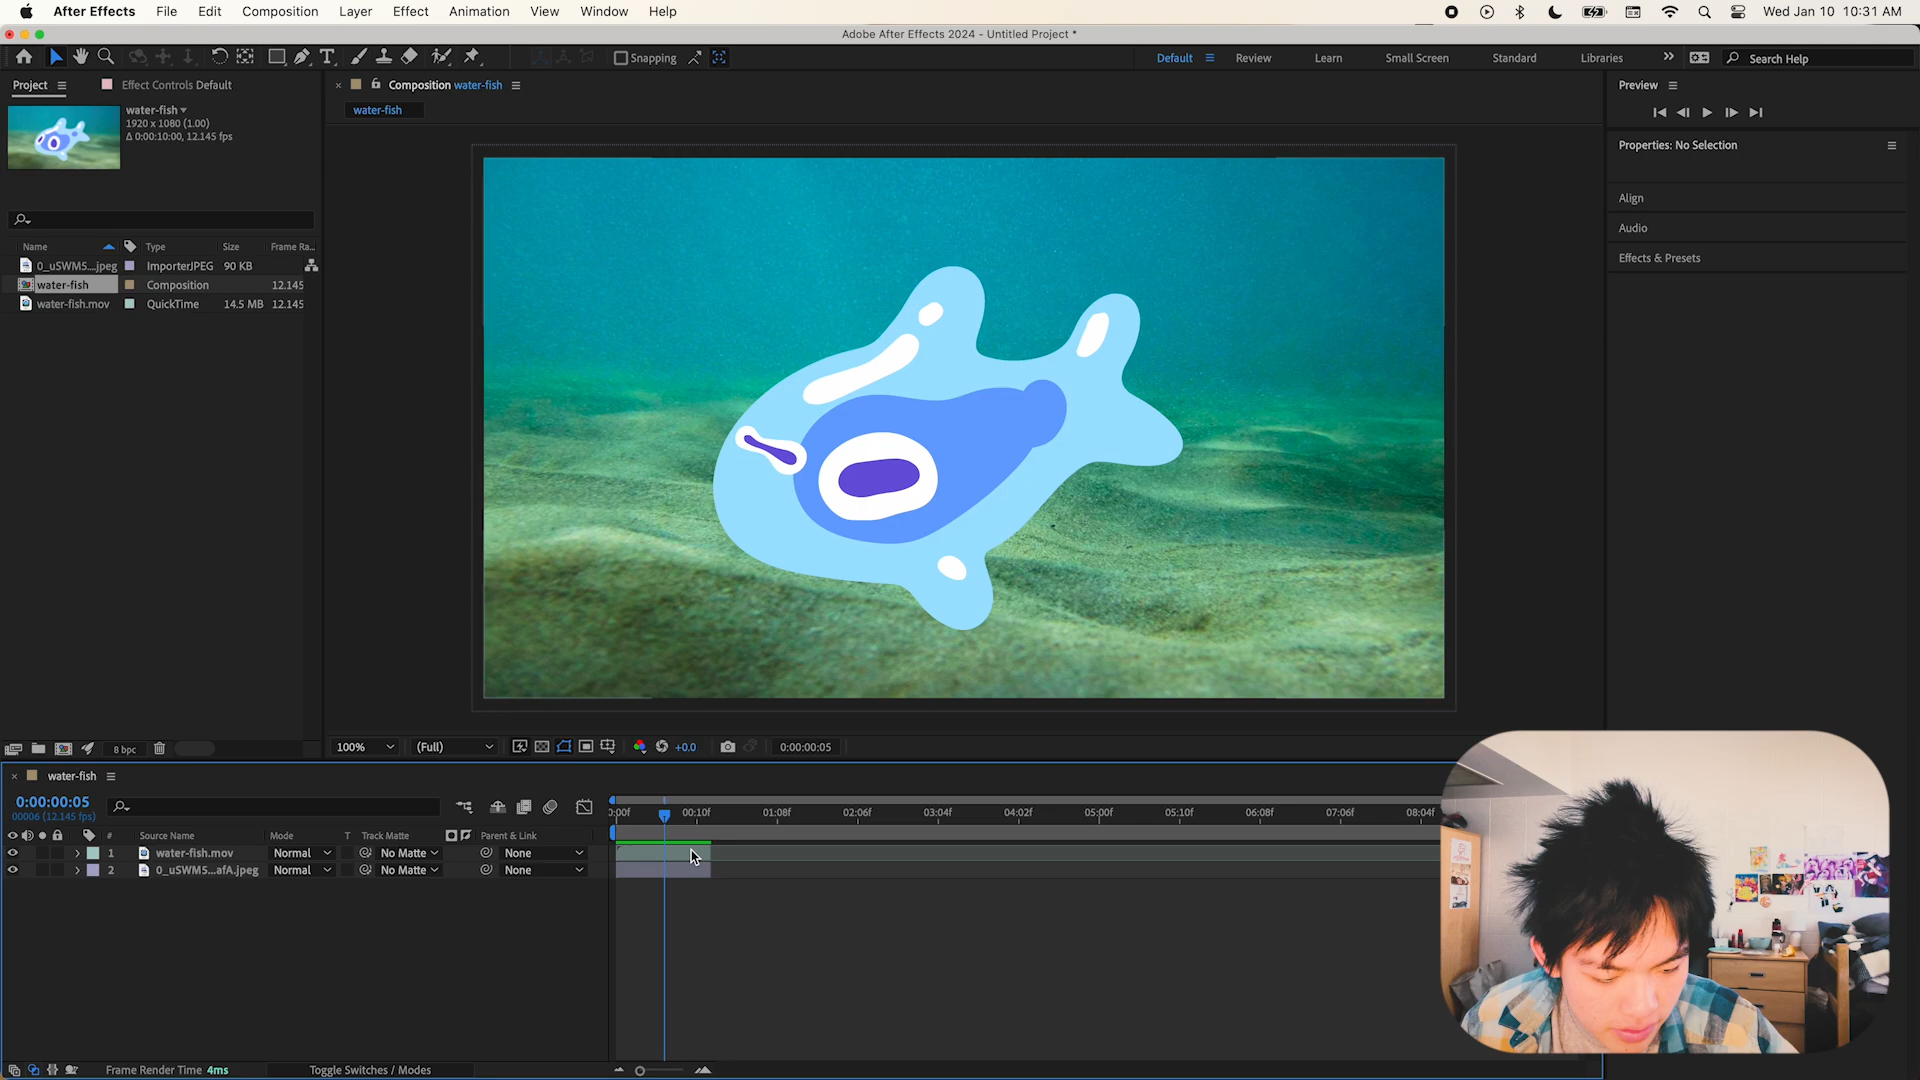 After Effects File Edit Composition Layer Effect Animation View Window Help Wed Jan 10 10:31 AM
Adobe After Effects 2024 - Untitled Project *
Snapping Default Review Learn Small Screen Standard Libraries Search Help
Project Effect Controls Default
Composition water-fish
Preview
water-fish
water-fish
1920 x 1080 (1.00)
Δ 0:00:10:00, 12.145 fps
Properties: No Selection
Align
Audio
Effects & Presets
Name Type Size Frame Ra...
0_uSWM5....jpeg ImporterJPEG 90 KB
water-fish Composition 12.145
water-fish.mov QuickTime 14.5 MB 12.145
8 bpc
100% (Full) +0.0 0:00:00:05
water-fish
0:00:00:05
00006 (12.145 fps)
:00f 00:10f 01:08f 02:06f 03:04f 04:02f 05:00f 05:10f 06:08f 07:06f 08:04f
# Source Name Mode T Track Matte Parent & Link
1 water-fish.mov Normal No Matte None
2 0_uSWM5...afA.jpeg Normal No Matte None
Frame Render Time 4ms Toggle Switches / Modes